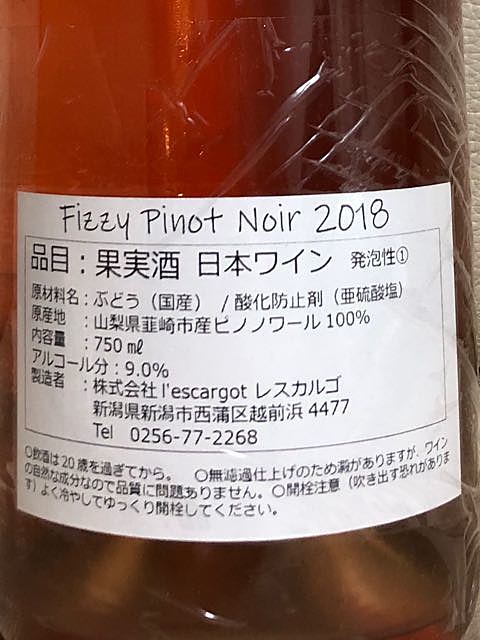 Fizzy Pinot Noir 2018
品目：果実酒 日本ワイン 発泡性①
原材料名：ぶどう（国産） / 酸化防止剤（亜硫酸塩）
原産地 ：山梨県韮崎市産ピノノワール100%
内容量 ：750㎖
アルコール分：9.0%
製造者 ：株式会社 l'escargot レスカルゴ
新潟県新潟市西蒲区越前浜 4477
Tel 0256-77-2268
○飲酒は20歳を過ぎてから。 ○無濾過仕上げのため澱がありますが、ワイン
の自然な成分なので品質に問題ありません。○開栓注意（吹き出す恐れがありま
す）よく冷やしてゆっくり開栓してください。